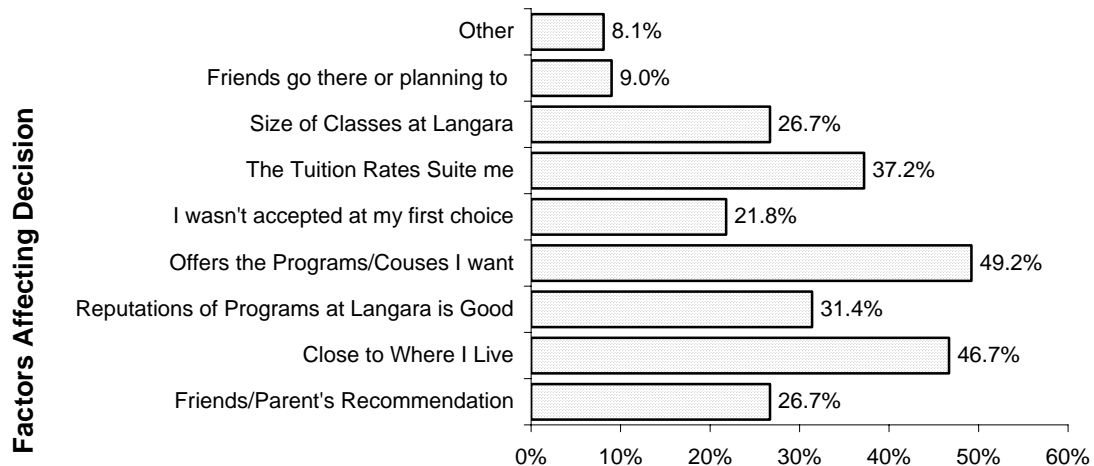 Factors Affecting Decision
Other 8.1%
Friends go there or planning to 9.0%
Size of Classes at Langara 26.7%
The Tuition Rates Suite me 37.2%
I wasn't accepted at my first choice 21.8%
Offers the Programs/Couses I want 49.2%
Reputations of Programs at Langara is Good 31.4%
Close to Where I Live 46.7%
Friends/Parent's Recommendation 26.7%
0% 10% 20% 30% 40% 50% 60%